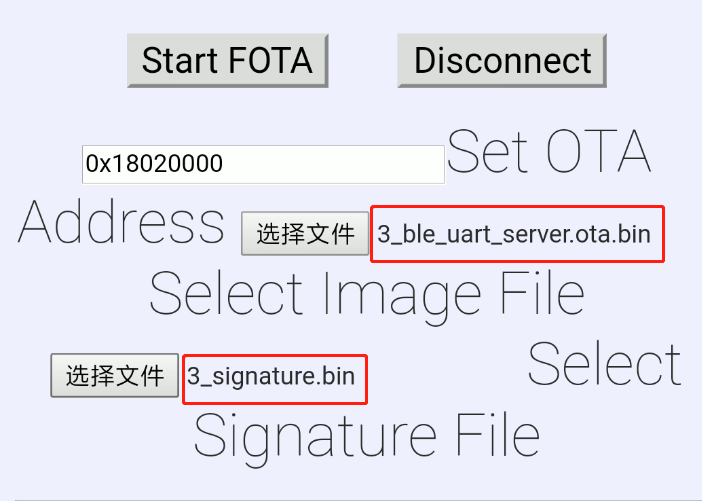 Start FOTA Disconnect
0x18020000 Set OTA
Address 选择文件 3_ble_uart_server.ota.bin
Select Image File
选择文件 3_signature.bin Select
Signature File